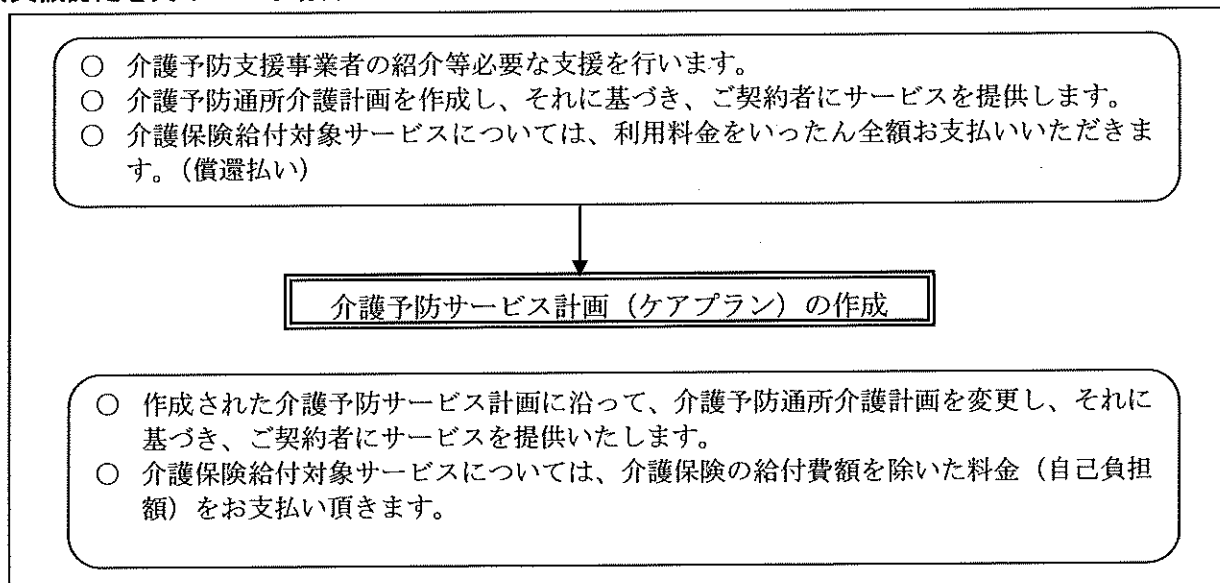 ○ 介護予防支援事業者の紹介等必要な支援を行います。
○ 介護予防通所介護計画を作成し、それに基づき、ご契約者にサービスを提供します。
○ 介護保険給付対象サービスについては、利用料金をいったん全額お支払いいただきま
す。(償還払い)
介護予防サービス計画(ケアプラン)の作成
○ 作成された介護予防サービス計画に沿って、介護予防通所介護計画を変更し、それに
基づき、ご契約者にサービスを提供いたします。
○ 介護保険給付対象サービスについては、介護保険の給付費額を除いた料金(自己負担
額)をお支払い頂きます。